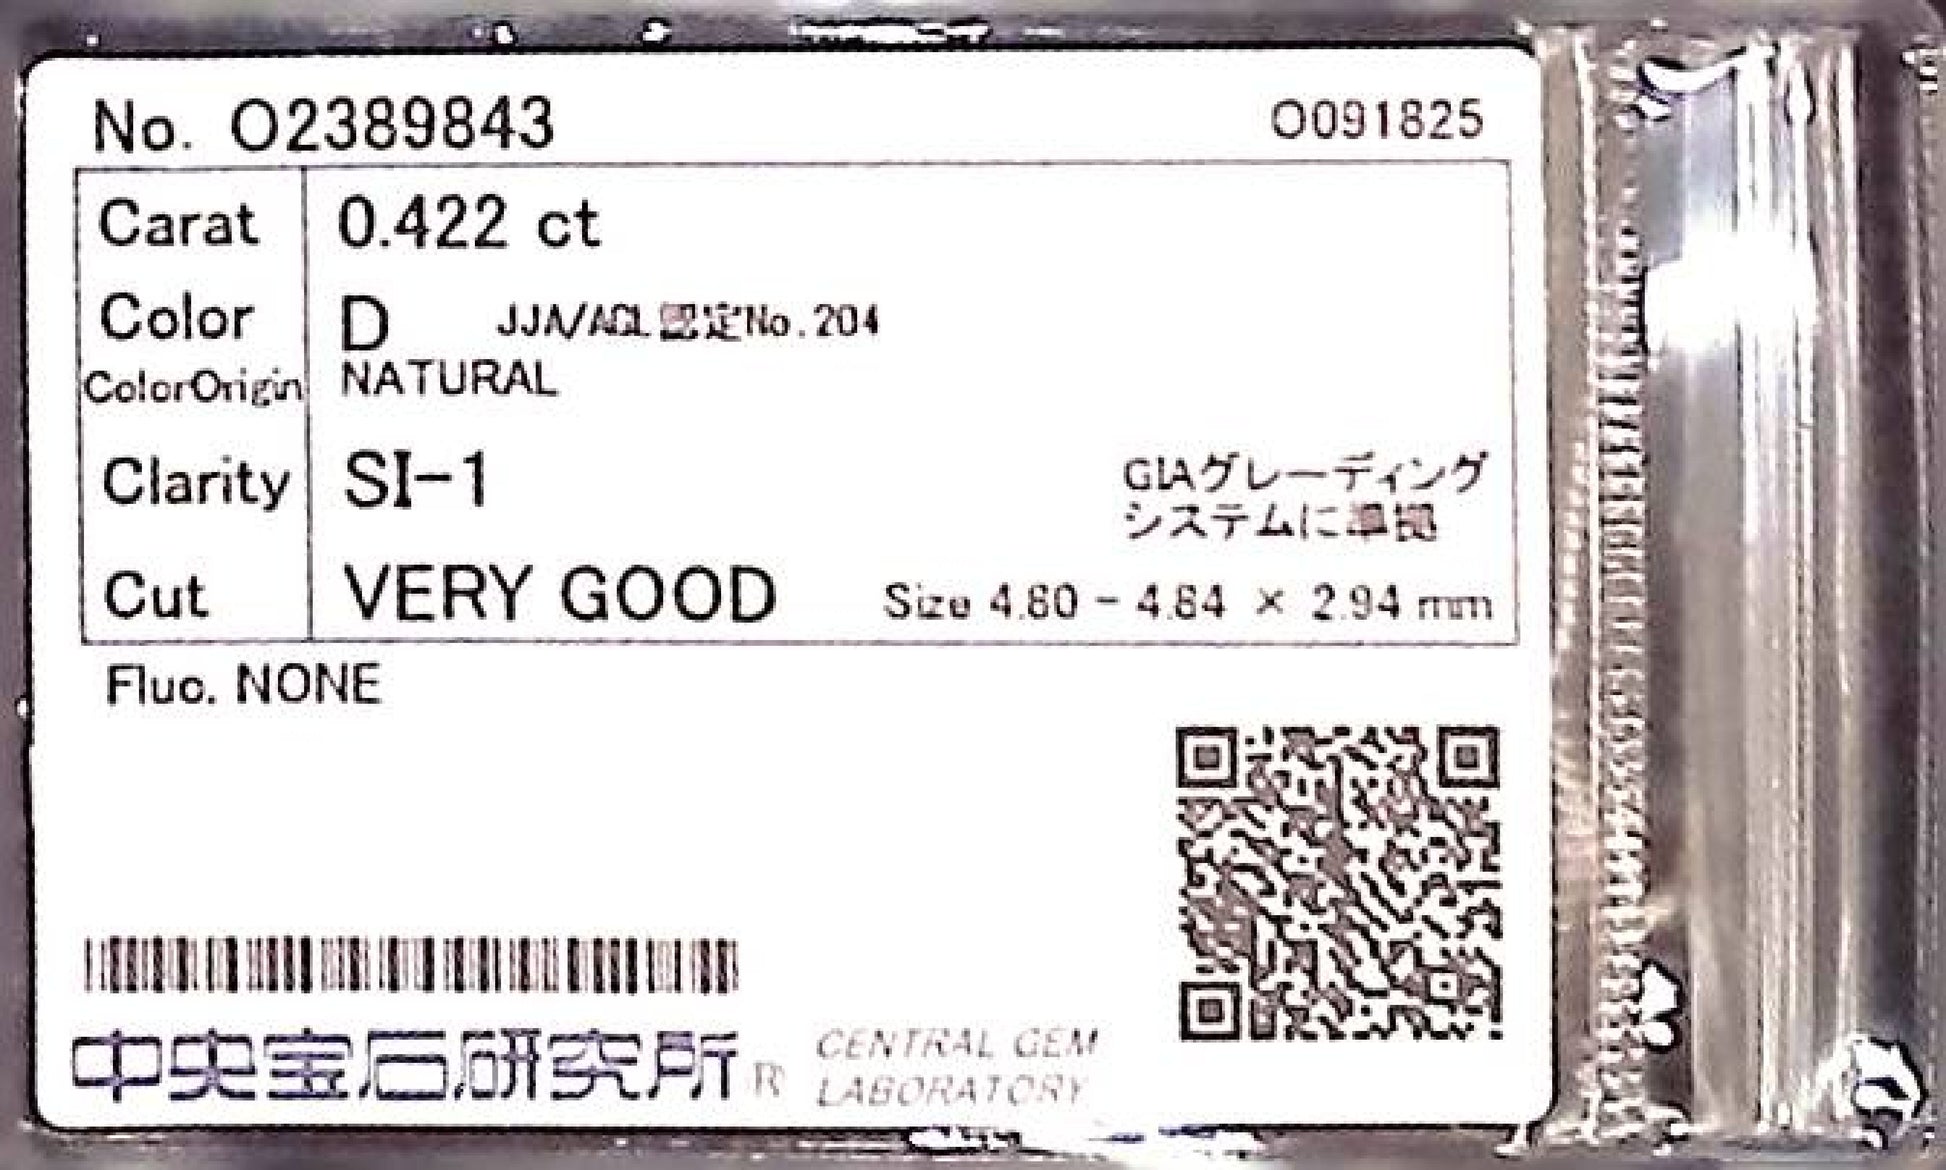 No. O2389843
O091825
Carat 0.422 ct
Color D JJA/AGL認定No.204
ColorOrigin NATURAL
Clarity SI-1
GIAグレーディング
システムに準拠
Cut VERY GOOD Size 4.80 - 4.84 × 2.94 mm
Fluo. NONE
中央宝石研究所® CENTRAL GEM
LABORATORY